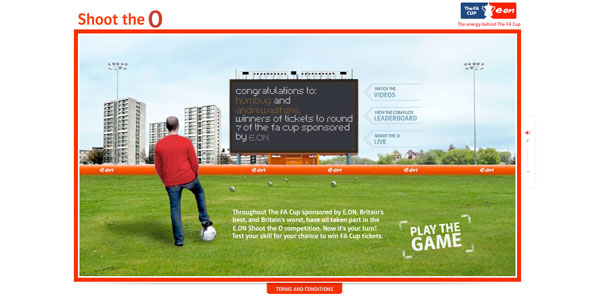 Shoot the O
The FA CUP
e·on
The energy behind The FA Cup
congratulations to:
humbug and
winners of tickets to round
7 of the fa cup sponsored
by E.ON
WATCH THE
VIDEOS
VIEW THE COMPLETE
LEADERBOARD
SHOOT THE O
LIVE
e·on e·on e·on e·on e·on
Throughout The FA Cup sponsored by E.ON, Britain's
best, and Britain's worst, have all taken part in the
E.ON Shoot the O competition. Now it's your turn!
Test your skill for your chance to win FA Cup tickets.
PLAY THE
GAME
TERMS AND CONDITIONS